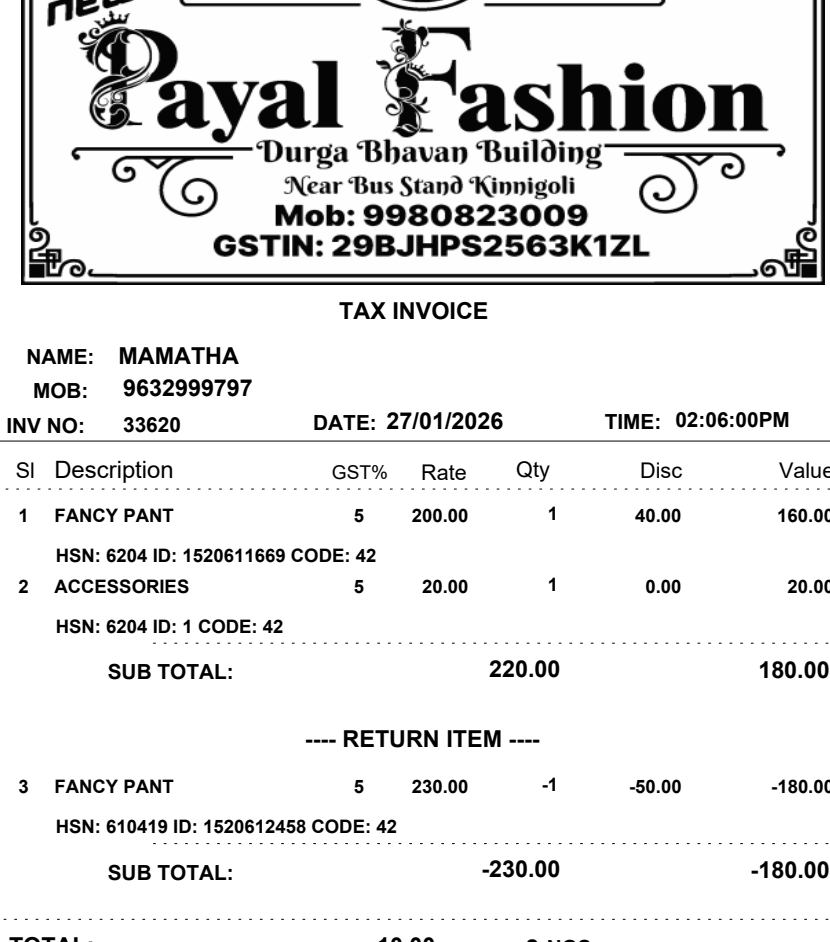 new
Payal Fashion
Durga Bhavan Building
Near Bus Stand Kinnigoli
Mob: 9980823009
GSTIN: 29BJHPS2563K1ZL
TAX INVOICE
NAME: MAMATHA
MOB: 9632999797
INV NO: 33620 DATE: 27/01/2026 TIME: 02:06:00PM
Sl Description GST% Rate Qty Disc Value
1 FANCY PANT 5 200.00 1 40.00 160.00
HSN: 6204 ID: 1520611669 CODE: 42
2 ACCESSORIES 5 20.00 1 0.00 20.00
HSN: 6204 ID: 1 CODE: 42
SUB TOTAL: 220.00 180.00
---- RETURN ITEM ----
3 FANCY PANT 5 230.00 -1 -50.00 -180.00
HSN: 610419 ID: 1520612458 CODE: 42
SUB TOTAL: -230.00 -180.00